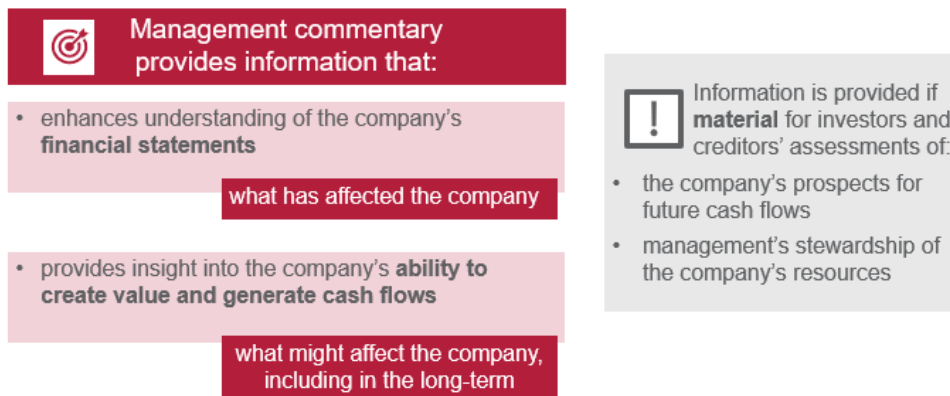 Management commentary
provides information that:
• enhances understanding of the company's
financial statements
what has affected the company
• provides insight into the company's ability to
create value and generate cash flows
what might affect the company,
including in the long-term
! Information is provided if
material for investors and
creditors' assessments of:
• the company's prospects for
future cash flows
• management's stewardship of
the company's resources